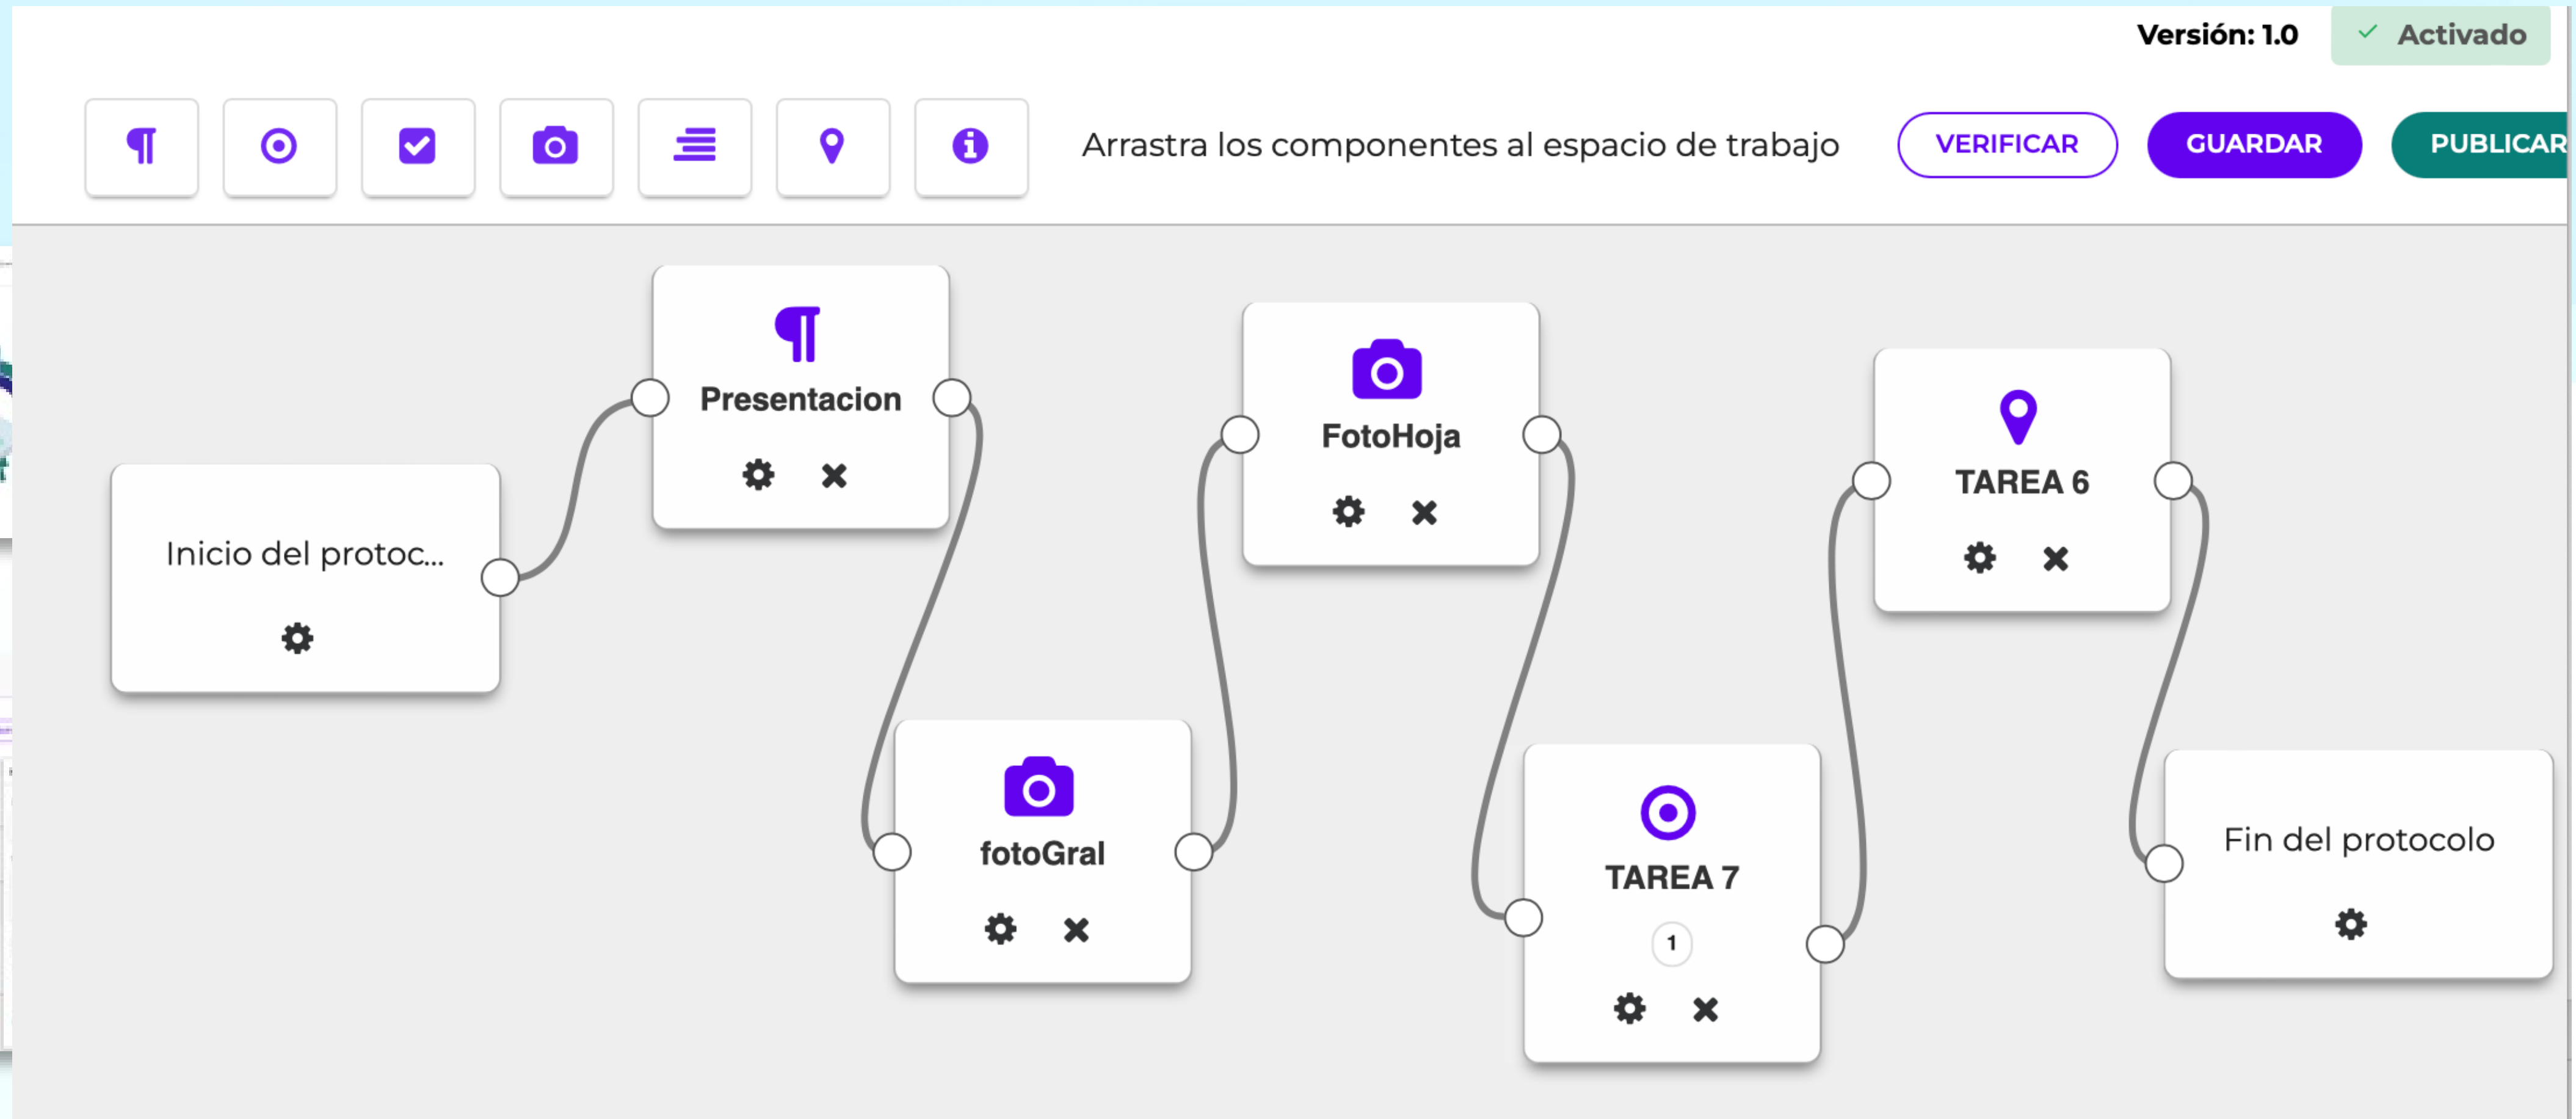 Versión: 1.0
Activado
Arrastra los componentes al espacio de trabajo
VERIFICAR
GUARDAR
PUBLICAR
Inicio del protoc...
Presentacion
fotoGral
FotoHoja
TAREA 7
1
TAREA 6
Fin del protocolo